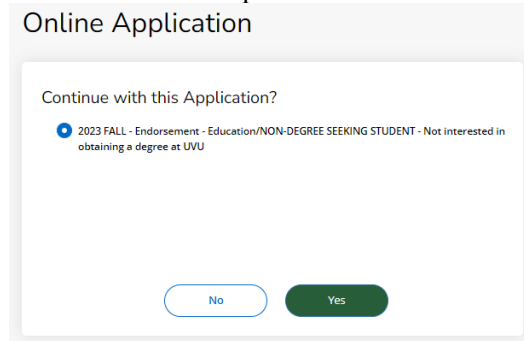 Online Application
Continue with this Application?
2023 FALL - Endorsement - Education/NON-DEGREE SEEKING STUDENT - Not interested in
obtaining a degree at UVU
No
Yes